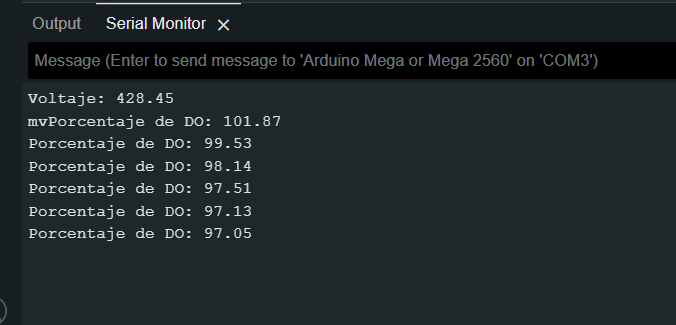 Output Serial Monitor ×
Message (Enter to send message to 'Arduino Mega or Mega 2560' on 'COM3')
Voltaje: 428.45
mvPorcentaje de DO: 101.87
Porcentaje de DO: 99.53
Porcentaje de DO: 98.14
Porcentaje de DO: 97.51
Porcentaje de DO: 97.13
Porcentaje de DO: 97.05